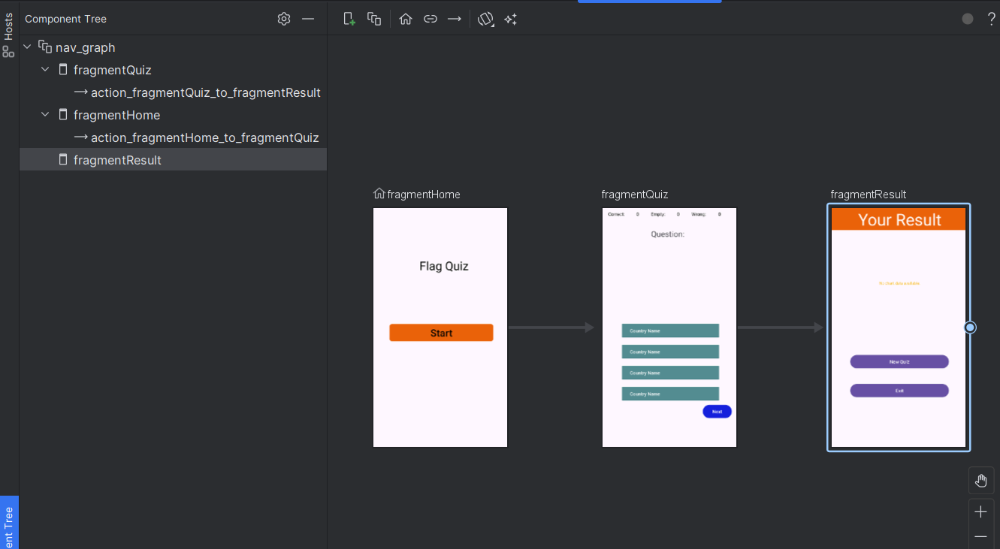 Hosts
Component Tree
nav_graph
fragmentQuiz
action_fragmentQuiz_to_fragmentResult
fragmentHome
action_fragmentHome_to_fragmentQuiz
fragmentResult
ent Tree
?
fragmentHome
Flag Quiz
Start
fragmentQuiz
Correct: 0 Empty: 0 Wrong: 0
Question:
Country Name
Country Name
Country Name
Country Name
Next
fragmentResult
Your Result
New Quiz
Exit